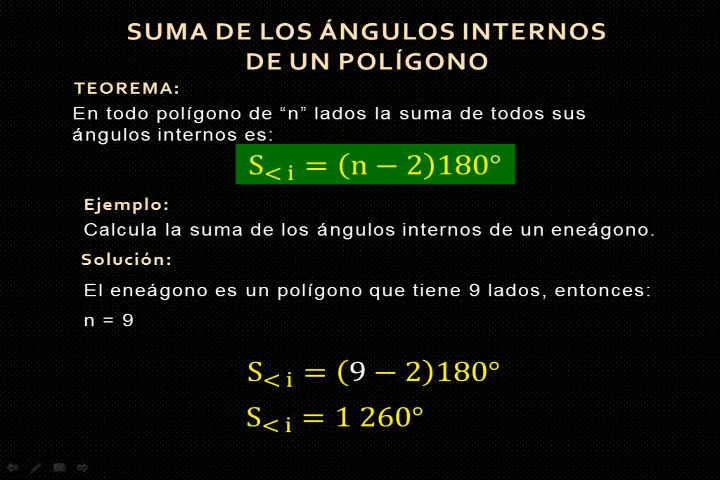 SUMA DE LOS ÁNGULOS INTERNOS
DE UN POLÍGONO
TEOREMA:
En todo polígono de “n” lados la suma de todos sus
ángulos internos es:
S< i = (n − 2)180°
Ejemplo:
Calcula la suma de los ángulos internos de un eneágono.
Solución:
El eneágono es un polígono que tiene 9 lados, entonces:
n = 9
S< i = (9 − 2)180°
S< i = 1 260°